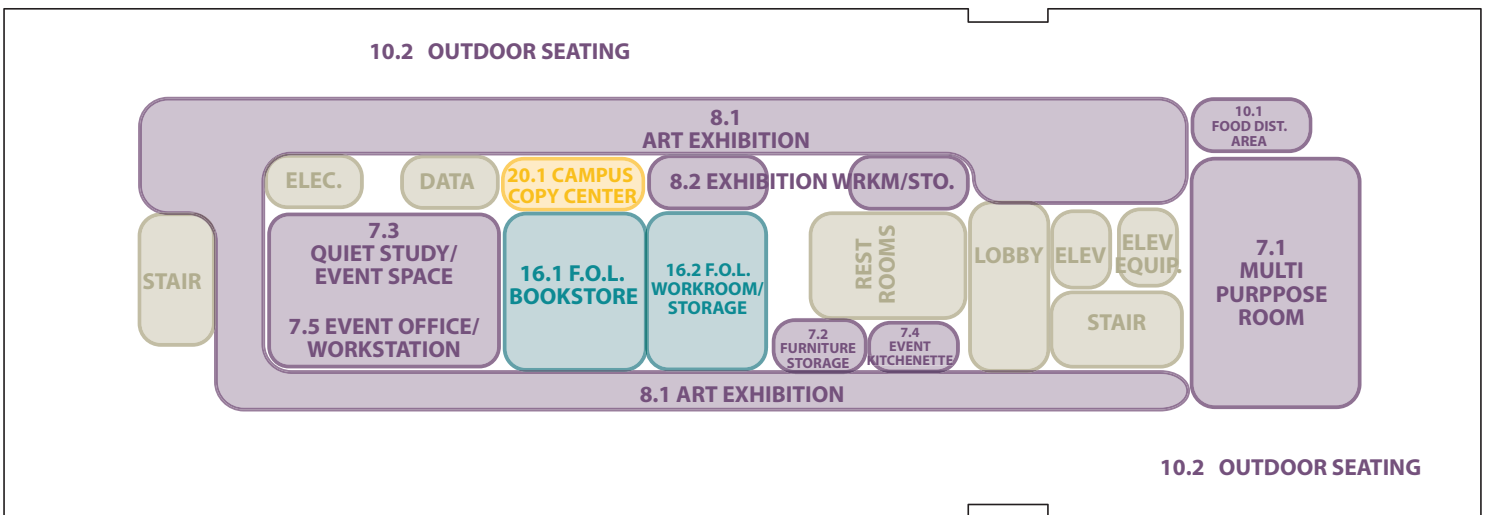 10.2 OUTDOOR SEATING
8.1
ART EXHIBITION
10.1
FOOD DIST.
AREA
ELEC.
DATA
20.1 CAMPUS
COPY CENTER
8.2 EXHIBITION WRKM/STO.
STAIR
7.3
QUIET STUDY/
EVENT SPACE
7.5 EVENT OFFICE/
WORKSTATION
16.1 F.O.L.
BOOKSTORE
16.2 F.O.L.
WORKROOM/
STORAGE
REST
ROOMS
LOBBY
ELEV
ELEV
EQUIP.
STAIR
7.1
MULTI
PURPPOSE
ROOM
7.2
FURNITURE
STORAGE
7.4
EVENT
KITCHENETTE
8.1 ART EXHIBITION
10.2 OUTDOOR SEATING